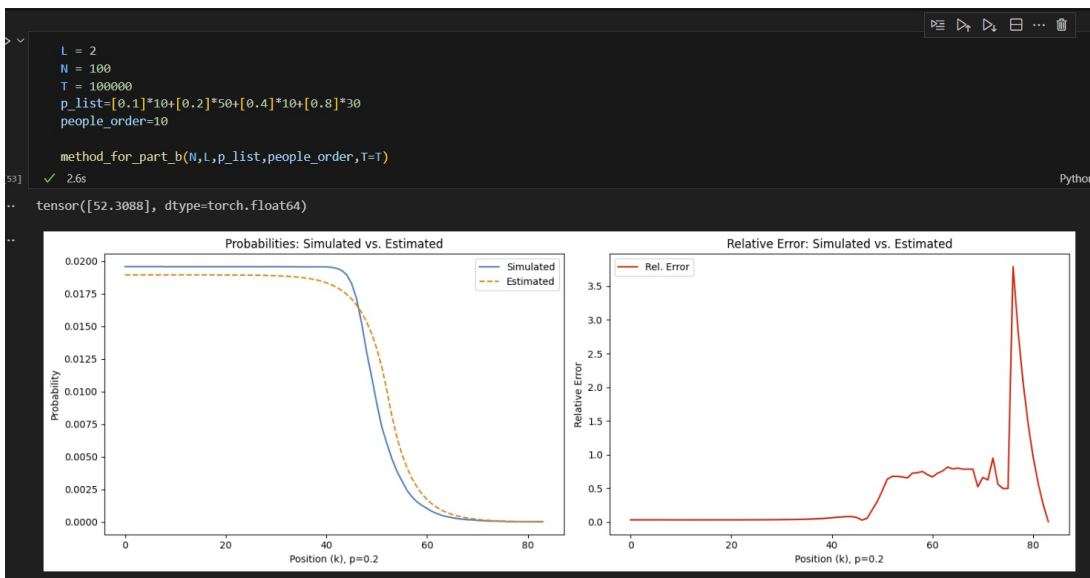 L = 2
N = 100
T = 100000
p_list=[0.1]*10+[0.2]*50+[0.4]*10+[0.8]*30
people_order=10
method_for_part_b(N,L,p_list,people_order,T=T)
53]
✓ 2.6s
Python
tensor([52.3088], dtype=torch.float64)
Probabilities: Simulated vs. Estimated
Simulated
Estimated
Probability
0.0200
0.0175
0.0150
0.0125
0.0100
0.0075
0.0050
0.0025
0.0000
0 20 40 60 80
Position (k), p=0.2
Relative Error: Simulated vs. Estimated
Rel. Error
Relative Error
3.5
3.0
2.5
2.0
1.5
1.0
0.5
0.0
0 20 40 60 80
Position (k), p=0.2